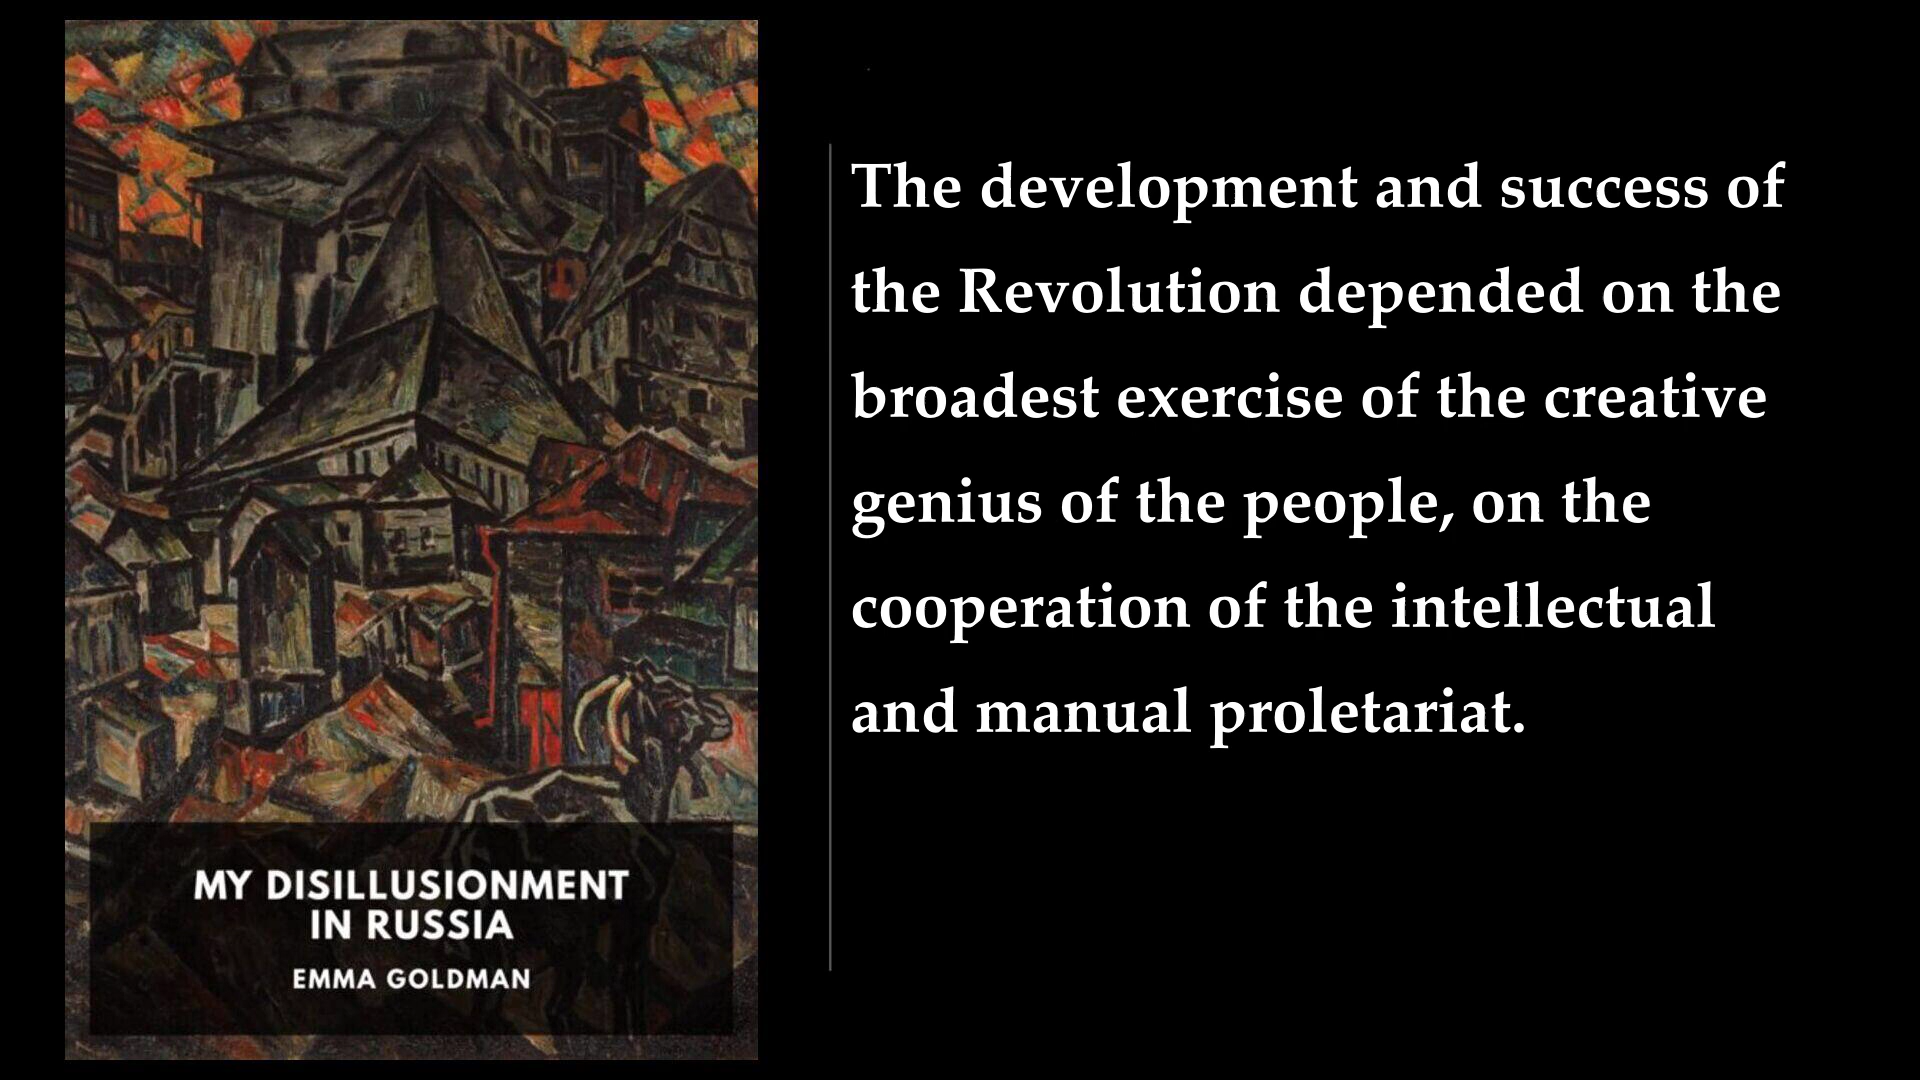 MY DISILLUSIONMENT
IN RUSSIA
EMMA GOLDMAN
The development and success of
the Revolution depended on the
broadest exercise of the creative
genius of the people, on the
cooperation of the intellectual
and manual proletariat.